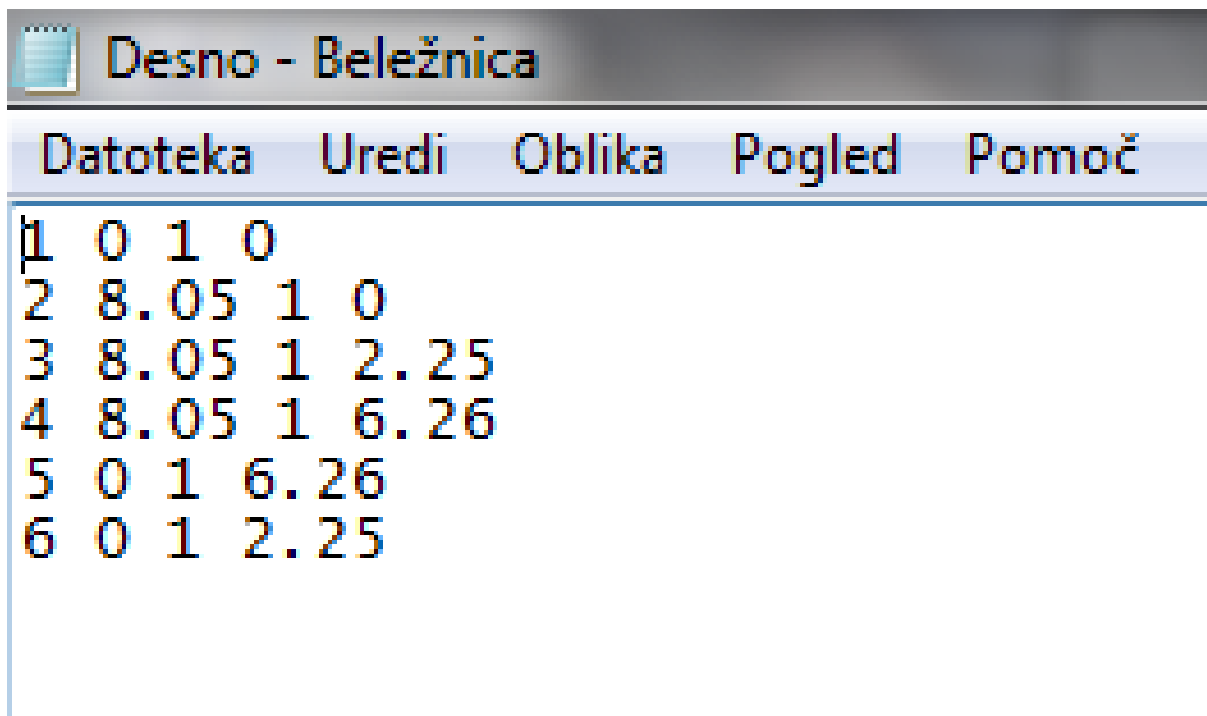 Desno - Beležnica
Datoteka Uredi Oblika Pogled Pomoč
1 0 1 0
2 8.05 1 0
3 8.05 1 2.25
4 8.05 1 6.26
5 0 1 6.26
6 0 1 2.25